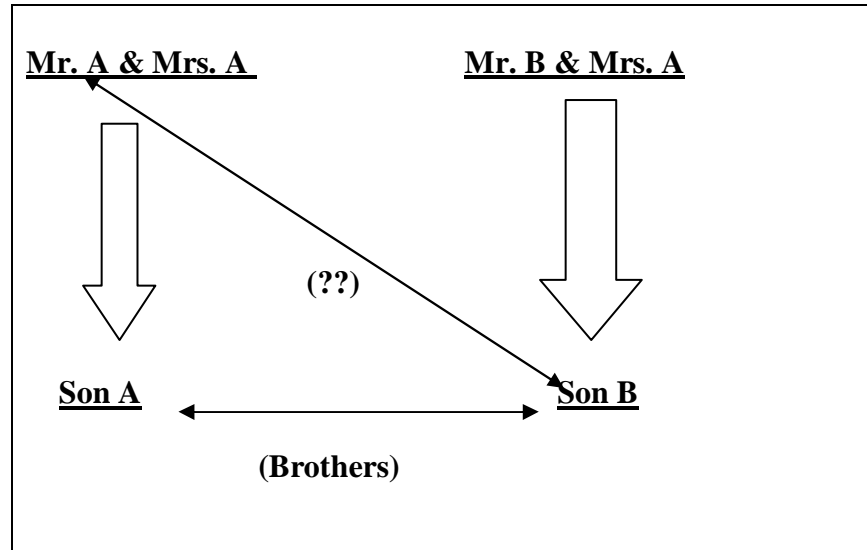 Mr. A & Mrs. A
Mr. B & Mrs. A
(??)
Son A
Son B
(Brothers)